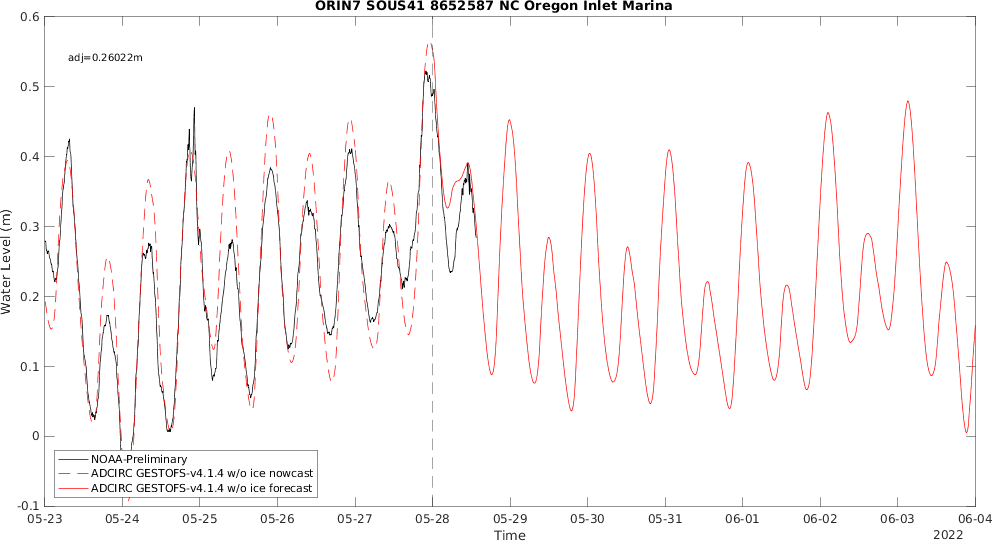 ORIN7 SOUS41 8652587 NC Oregon Inlet Marina
adj=0.26022m
Water Level (m)
0.6
0.5
0.4
0.3
0.2
0.1
0
-0.1
NOAA-Preliminary
ADCIRC GESTOFS-v4.1.4 w/o ice nowcast
ADCIRC GESTOFS-v4.1.4 w/o ice forecast
05-23 05-24 05-25 05-26 05-27 05-28 05-29 05-30 05-31 06-01 06-02 06-03 06-04
Time
2022